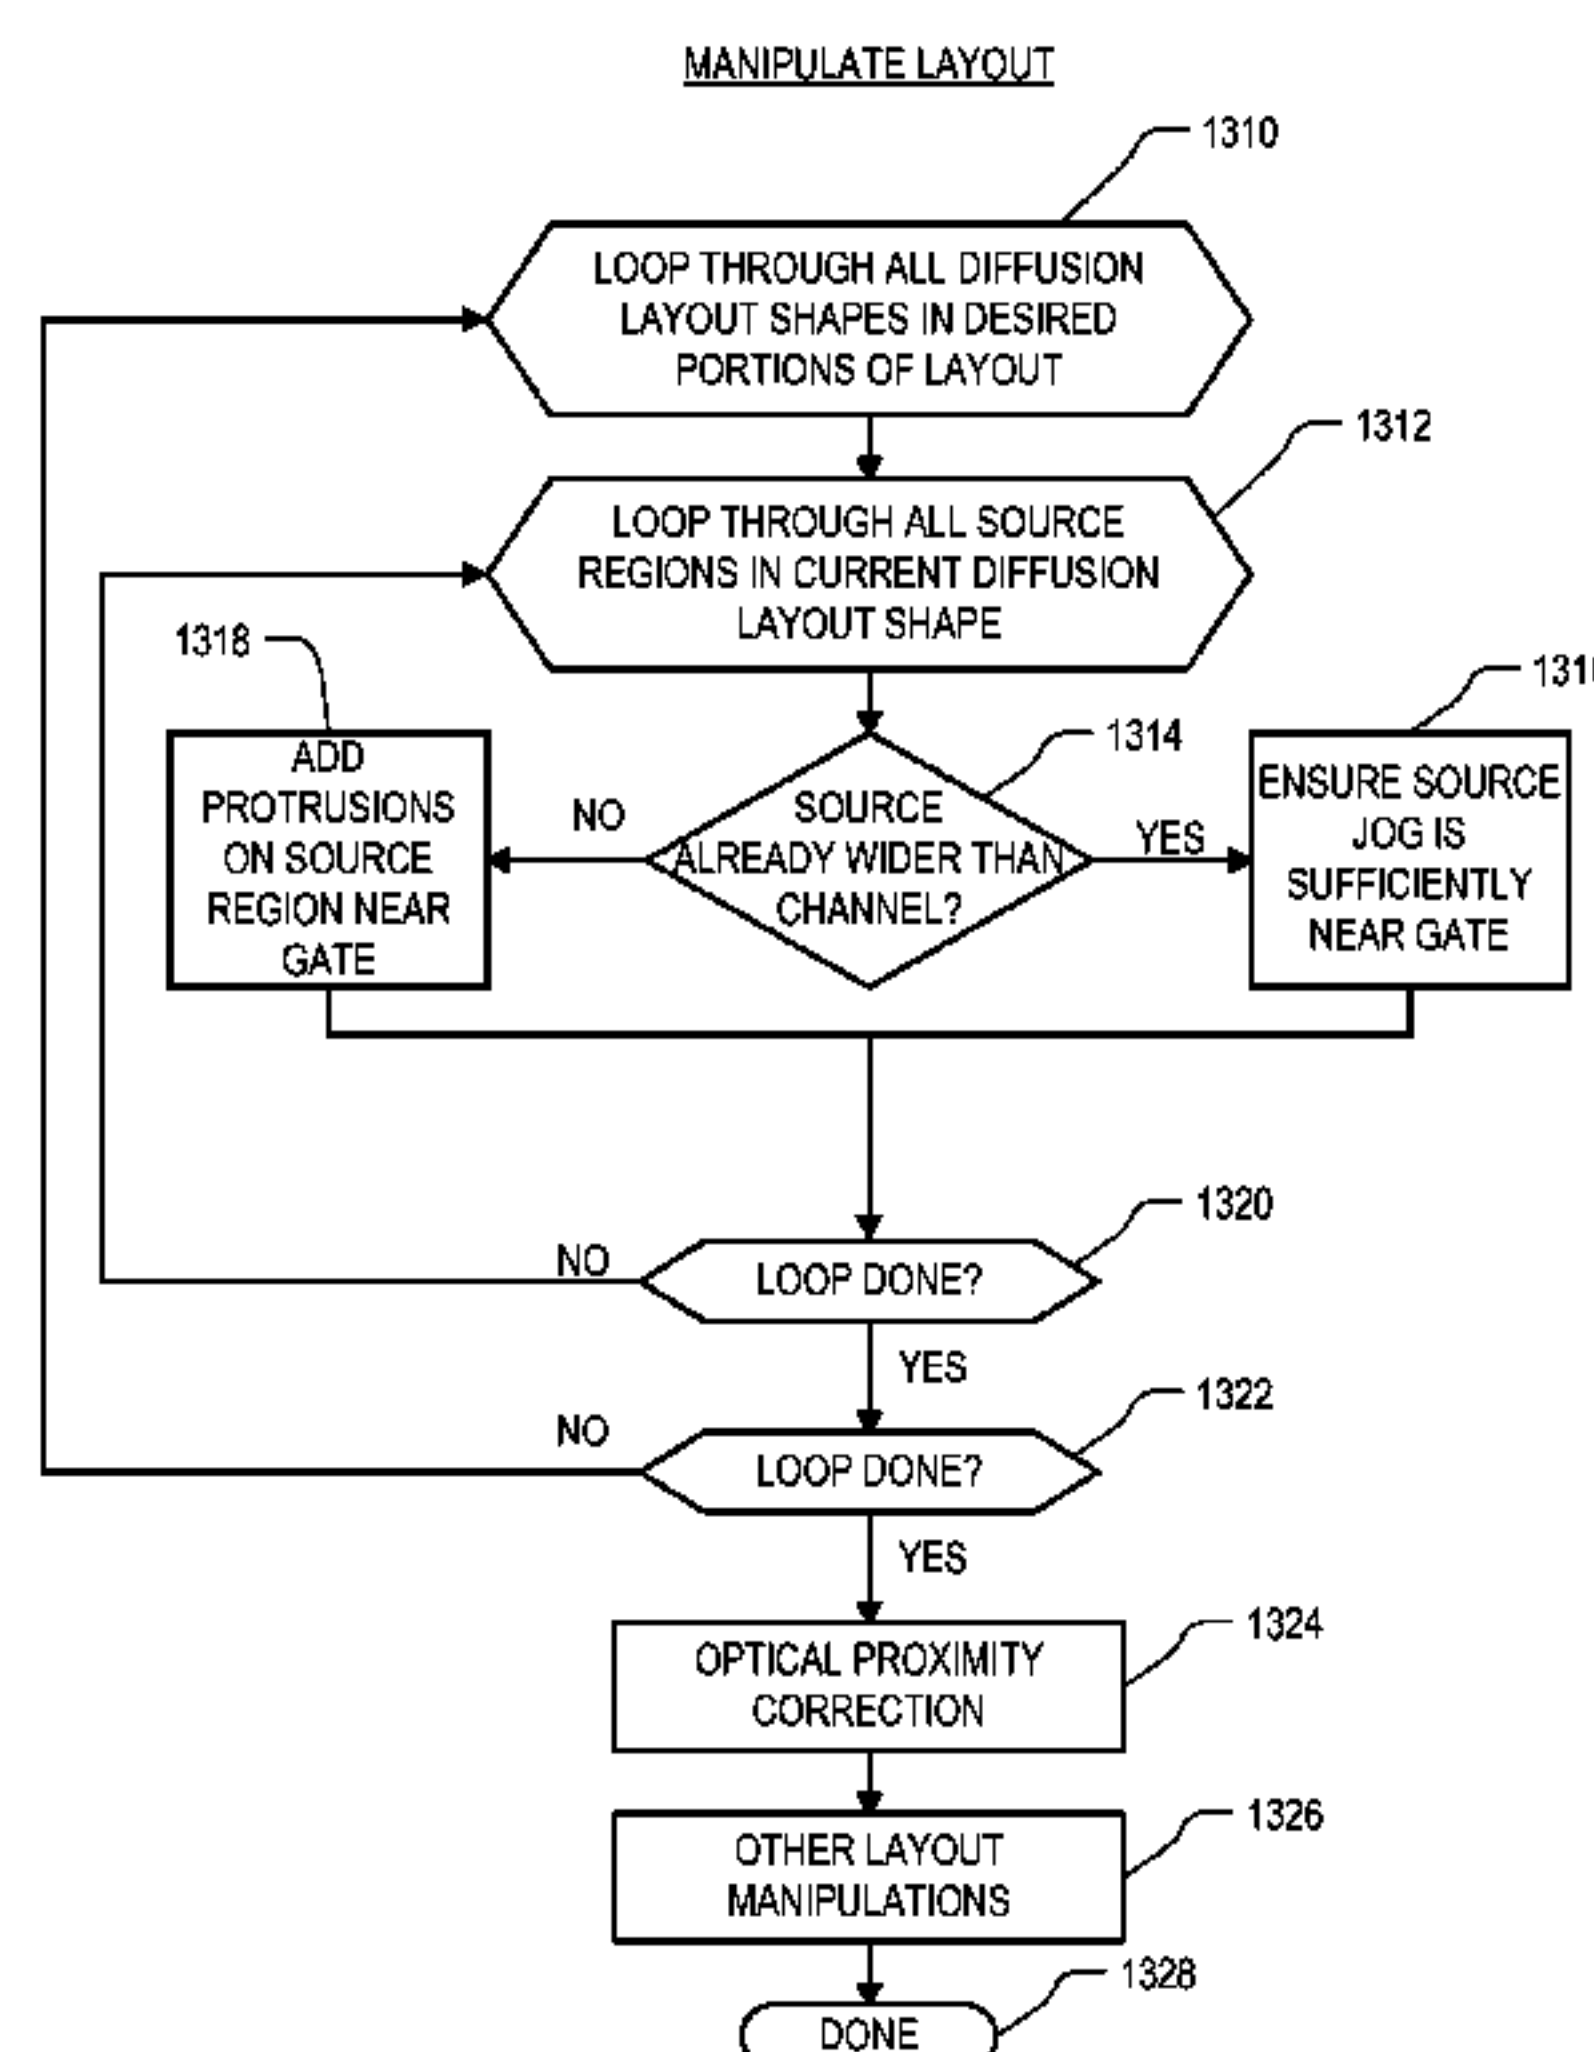 MANIPULATE LAYOUT
1310
LOOP THROUGH ALL DIFFUSION
LAYOUT SHAPES IN DESIRED
PORTIONS OF LAYOUT
1312
LOOP THROUGH ALL SOURCE
REGIONS IN CURRENT DIFFUSION
LAYOUT SHAPE
1318
ADD
PROTRUSIONS
ON SOURCE
REGION NEAR
GATE
NO
1314
SOURCE
ALREADY WIDER THAN
CHANNEL?
YES
ENSURE SOURCE
JOG IS
SUFFICIENTLY
NEAR GATE
1320
NO
LOOP DONE?
YES
1322
NO
LOOP DONE?
YES
1324
OPTICAL PROXIMITY
CORRECTION
1326
OTHER LAYOUT
MANIPULATIONS
1328
DONE